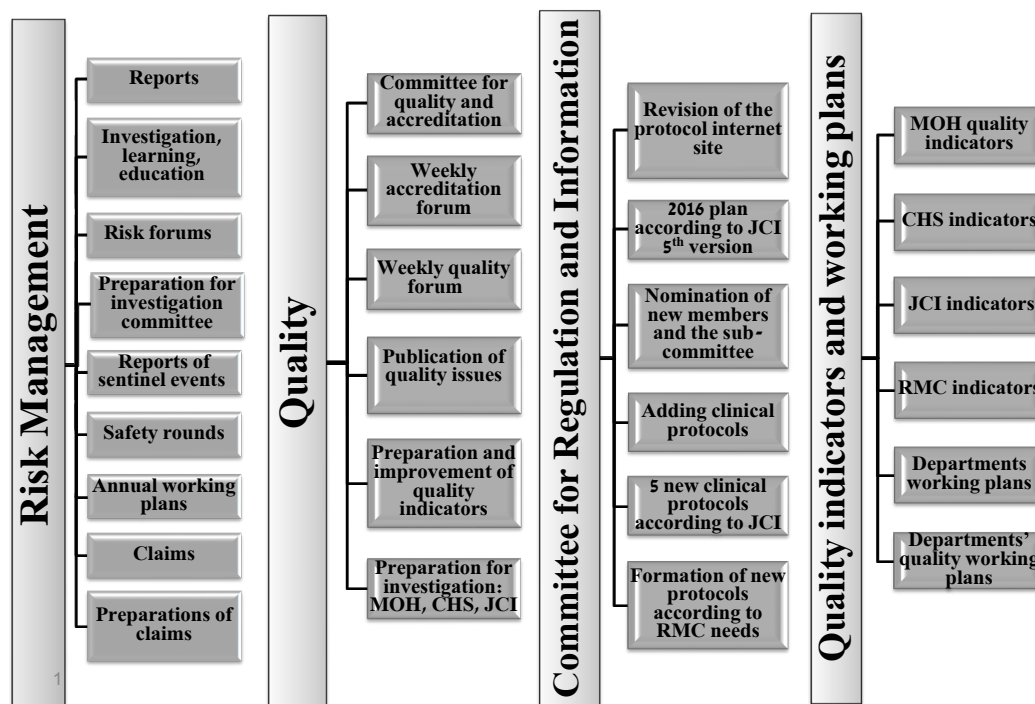 Risk Management
Reports
Investigation,
learning,
education
Risk forums
Preparation for
investigation
committee
Reports of
sentinel events
Safety rounds
Annual working
plans
Claims
Preparations of
claims
1
Quality
Committee for
quality and
accreditation
Weekly
accreditation
forum
Weekly quality
forum
Publication of
quality issues
Preparation and
improvement of
quality
indicators
Preparation for
investigation:
MOH, CHS, JCI
Committee for Regulation and Information
Revision of the
protocol internet
site
2016 plan
according to JCI
5th version
Nomination of
new members
and the sub-
committee
Adding clinical
protocols
5 new clinical
protocols
according to JCI
Formation of new
protocols
according to
RMC needs
Quality indicators and working plans
MOH quality
indicators
CHS indicators
JCI indicators
RMC indicators
Departments
working plans
Departments'
quality working
plans